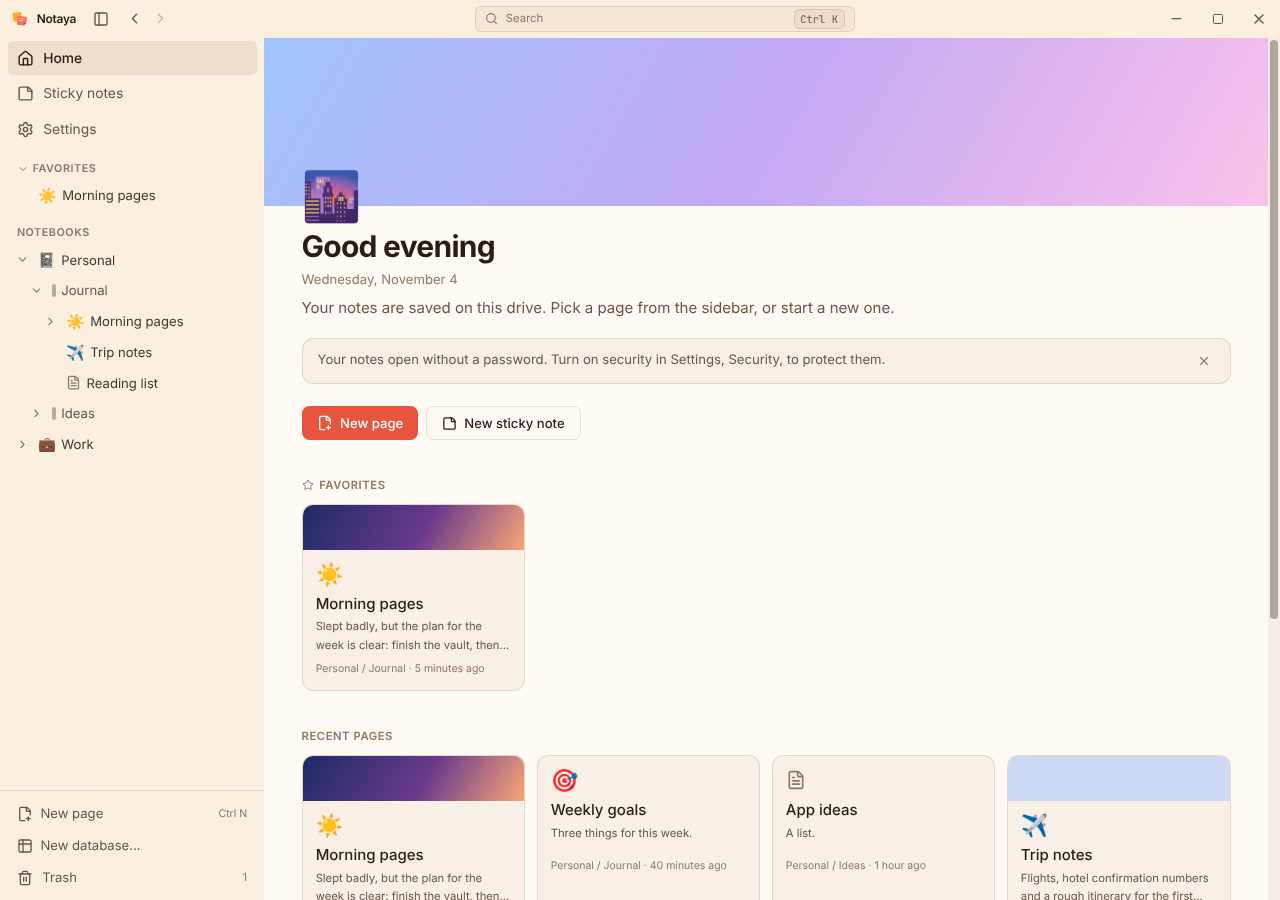 Notaya
Search
Ctrl K
Home
Sticky notes
Settings
FAVORITES
Morning pages
NOTEBOOKS
Personal
Journal
Morning pages
Trip notes
Reading list
Ideas
Work
New page
Ctrl N
New database...
Trash
1
Good evening
Wednesday, November 4
Your notes are saved on this drive. Pick a page from the sidebar, or start a new one.
Your notes open without a password. Turn on security in Settings, Security, to protect them.
New page
New sticky note
FAVORITES
Morning pages
Slept badly, but the plan for the
week is clear: finish the vault, then...
Personal / Journal · 5 minutes ago
RECENT PAGES
Morning pages
Slept badly, but the plan for the
week is clear: finish the vault, then...
Weekly goals
Three things for this week.
Personal / Journal · 40 minutes ago
App ideas
A list.
Personal / Ideas · 1 hour ago
Trip notes
Flights, hotel confirmation numbers
and a rough itinerary for the first...